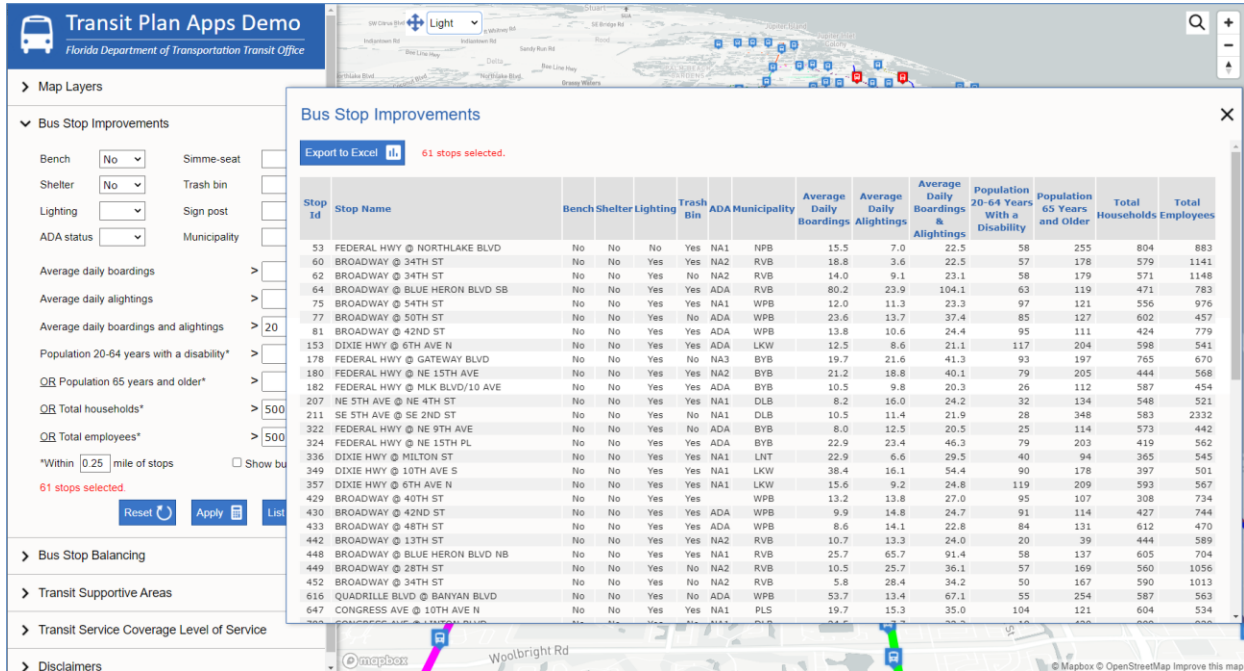 Transit Plan Apps Demo
Florida Department of Transportation Transit Office
Map Layers
Bus Stop Improvements
Bench No Simme-seat
Shelter No Trash bin
Lighting Sign post
ADA status Municipality
Average daily boardings >
Average daily alightings >
Average daily boardings and alightings > 20
Population 20-64 years with a disability* >
OR Population 65 years and older* >
OR Total households* > 500
OR Total employees* > 500
*Within 0.25 mile of stops Show bu
61 stops selected.
Reset Apply List
Bus Stop Balancing
Transit Supportive Areas
Transit Service Coverage Level of Service
Disclaimers
Light
Stuart
SW Citrus Blvd
SE Bridge Rd
Indiantown Rd
Indiantown Rd
Sandy Run Rd
Bee Line Hwy
Bee Line Hwy
Northlake Blvd
Northlake Blvd
Grassy Waters
Bus Stop Improvements
Export to Excel 61 stops selected.
Stop Id Stop Name Bench Shelter Lighting Trash Bin ADA Municipality Average Daily Boardings Average Daily Alightings Average Daily Boardings & Alightings Population 20-64 Years With a Disability Population 65 Years and Older Total Households Total Employees
53 FEDERAL HWY @ NORTHLAKE BLVD No No No Yes NA1 NPB 15.5 7.0 22.5 58 255 804 883
60 BROADWAY @ 34TH ST No No Yes Yes NA2 RVB 18.8 3.6 22.5 57 178 579 1141
62 BROADWAY @ 34TH ST No No Yes No NA2 RVB 14.0 9.1 23.1 58 179 571 1148
64 BROADWAY @ BLUE HERON BLVD SB No No Yes Yes ADA RVB 80.2 23.9 104.1 63 119 471 783
75 BROADWAY @ 54TH ST No No Yes Yes NA1 WPB 12.0 11.3 23.3 97 121 556 976
77 BROADWAY @ 50TH ST No No Yes No ADA WPB 23.6 13.7 37.4 85 127 602 457
81 BROADWAY @ 42ND ST No No Yes Yes ADA WPB 13.8 10.6 24.4 95 111 424 779
153 DIXIE HWY @ 6TH AVE N No No Yes Yes ADA LKW 12.5 8.6 21.1 117 204 598 541
178 FEDERAL HWY @ GATEWAY BLVD No No Yes No NA3 BYB 19.7 21.6 41.3 93 197 765 670
180 FEDERAL HWY @ NE 15TH AVE No No Yes Yes NA2 BYB 21.2 18.8 40.1 79 205 444 568
182 FEDERAL HWY @ MLK BLVD/10 AVE No No Yes Yes ADA BYB 10.5 9.8 20.3 26 112 587 454
207 NE 5TH AVE @ NE 4TH ST No No Yes Yes NA1 DLB 8.2 16.0 24.2 32 134 548 521
211 SE 5TH AVE @ SE 2ND ST No No Yes No NA1 DLB 10.5 11.4 21.9 28 348 583 2332
322 FEDERAL HWY @ NE 9TH AVE No No Yes No ADA BYB 8.0 12.5 20.5 25 114 573 442
324 FEDERAL HWY @ NE 15TH PL No No Yes Yes ADA BYB 22.9 23.4 46.3 79 203 419 562
336 DIXIE HWY @ MILTON ST No No Yes Yes NA1 LNT 22.9 6.6 29.5 40 94 365 545
349 DIXIE HWY @ 10TH AVE S No No Yes Yes NA1 LKW 38.4 16.1 54.4 90 178 397 501
357 DIXIE HWY @ 6TH AVE N No No Yes Yes NA1 LKW 15.6 9.2 24.8 119 209 593 567
429 BROADWAY @ 40TH ST No No Yes Yes WPB 13.2 13.8 27.0 95 107 308 734
430 BROADWAY @ 42ND ST No No Yes Yes ADA WPB 9.9 14.8 24.7 91 114 427 744
433 BROADWAY @ 48TH ST No No Yes Yes ADA WPB 8.6 14.1 22.8 84 131 612 470
442 BROADWAY @ 13TH ST No No Yes Yes NA2 RVB 10.7 13.3 24.0 20 39 444 589
448 BROADWAY @ BLUE HERON BLVD NB No No Yes Yes NA1 RVB 25.7 65.7 91.4 58 137 605 704
449 BROADWAY @ 28TH ST No No Yes No NA2 RVB 10.5 25.7 36.1 57 169 560 1056
452 BROADWAY @ 34TH ST No No Yes No NA2 RVB 5.8 28.4 34.2 50 167 590 1013
616 QUADRILLE BLVD @ BANYAN BLVD No No Yes No ADA WPB 53.7 13.4 67.1 55 254 587 563
647 CONGRESS AVE @ 10TH AVE N No No Yes Yes NA1 PLS 19.7 15.3 35.0 104 121 604 534
Woolbright Rd
mapbox
© Mapbox © OpenStreetMap Improve this map